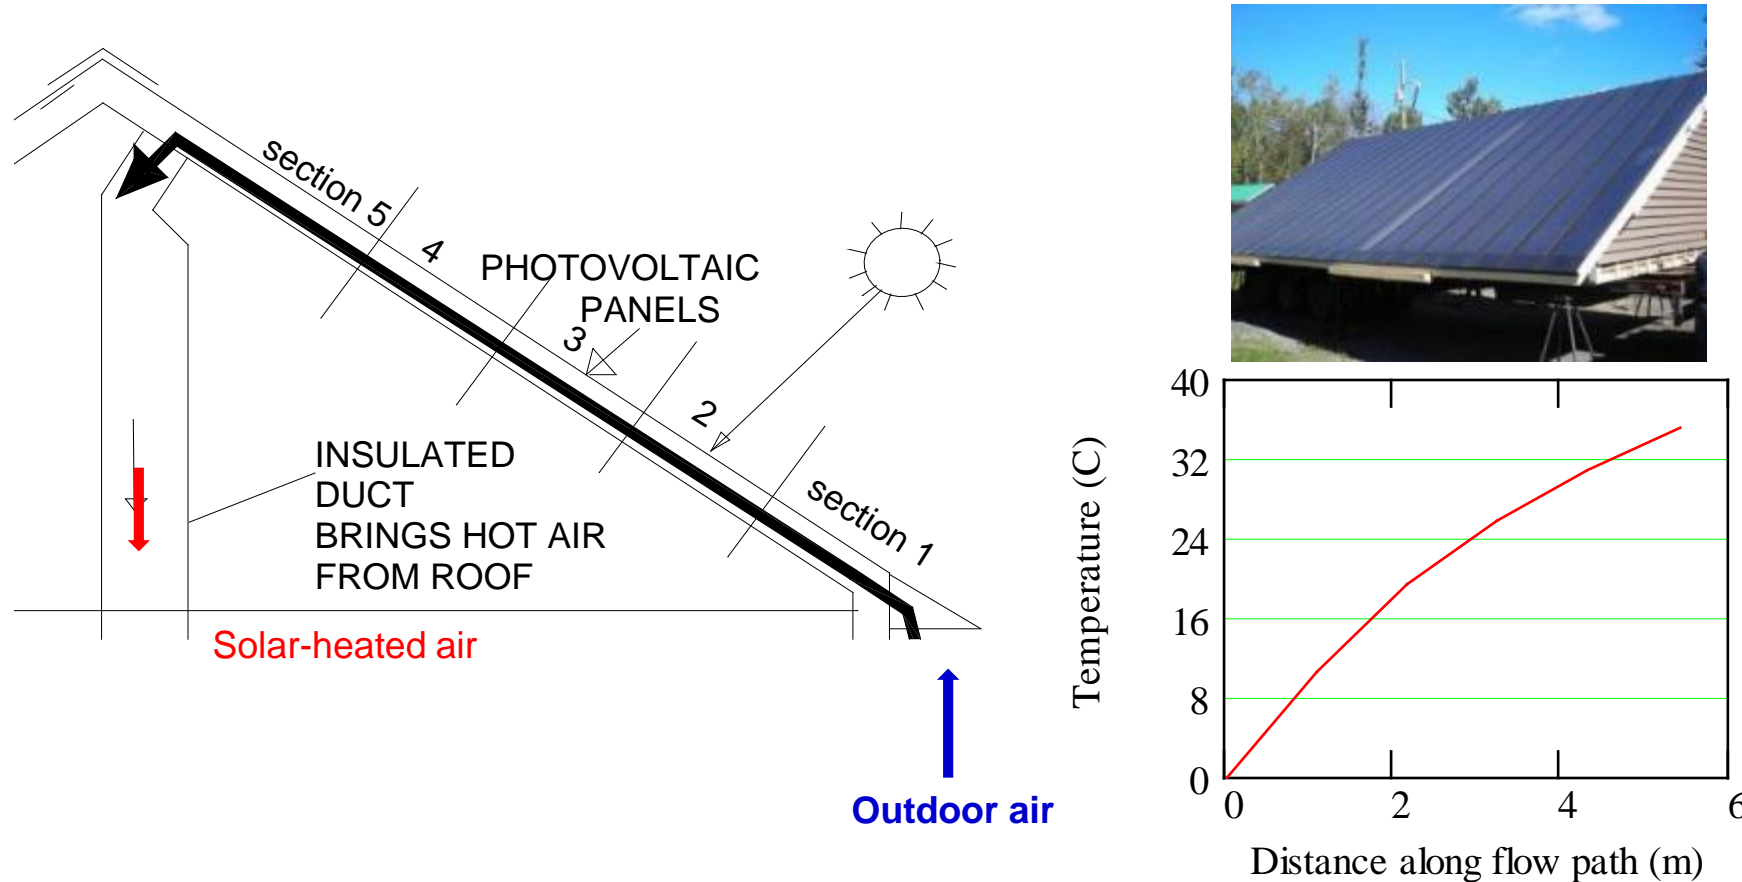 section 5
4
PHOTOVOLTAIC
PANELS
3
2
section 1
INSULATED
DUCT
BRINGS HOT AIR
FROM ROOF
Solar-heated air
Outdoor air
40
32
24
16
8
0
Temperature (C)
0 2 4 6
Distance along flow path (m)